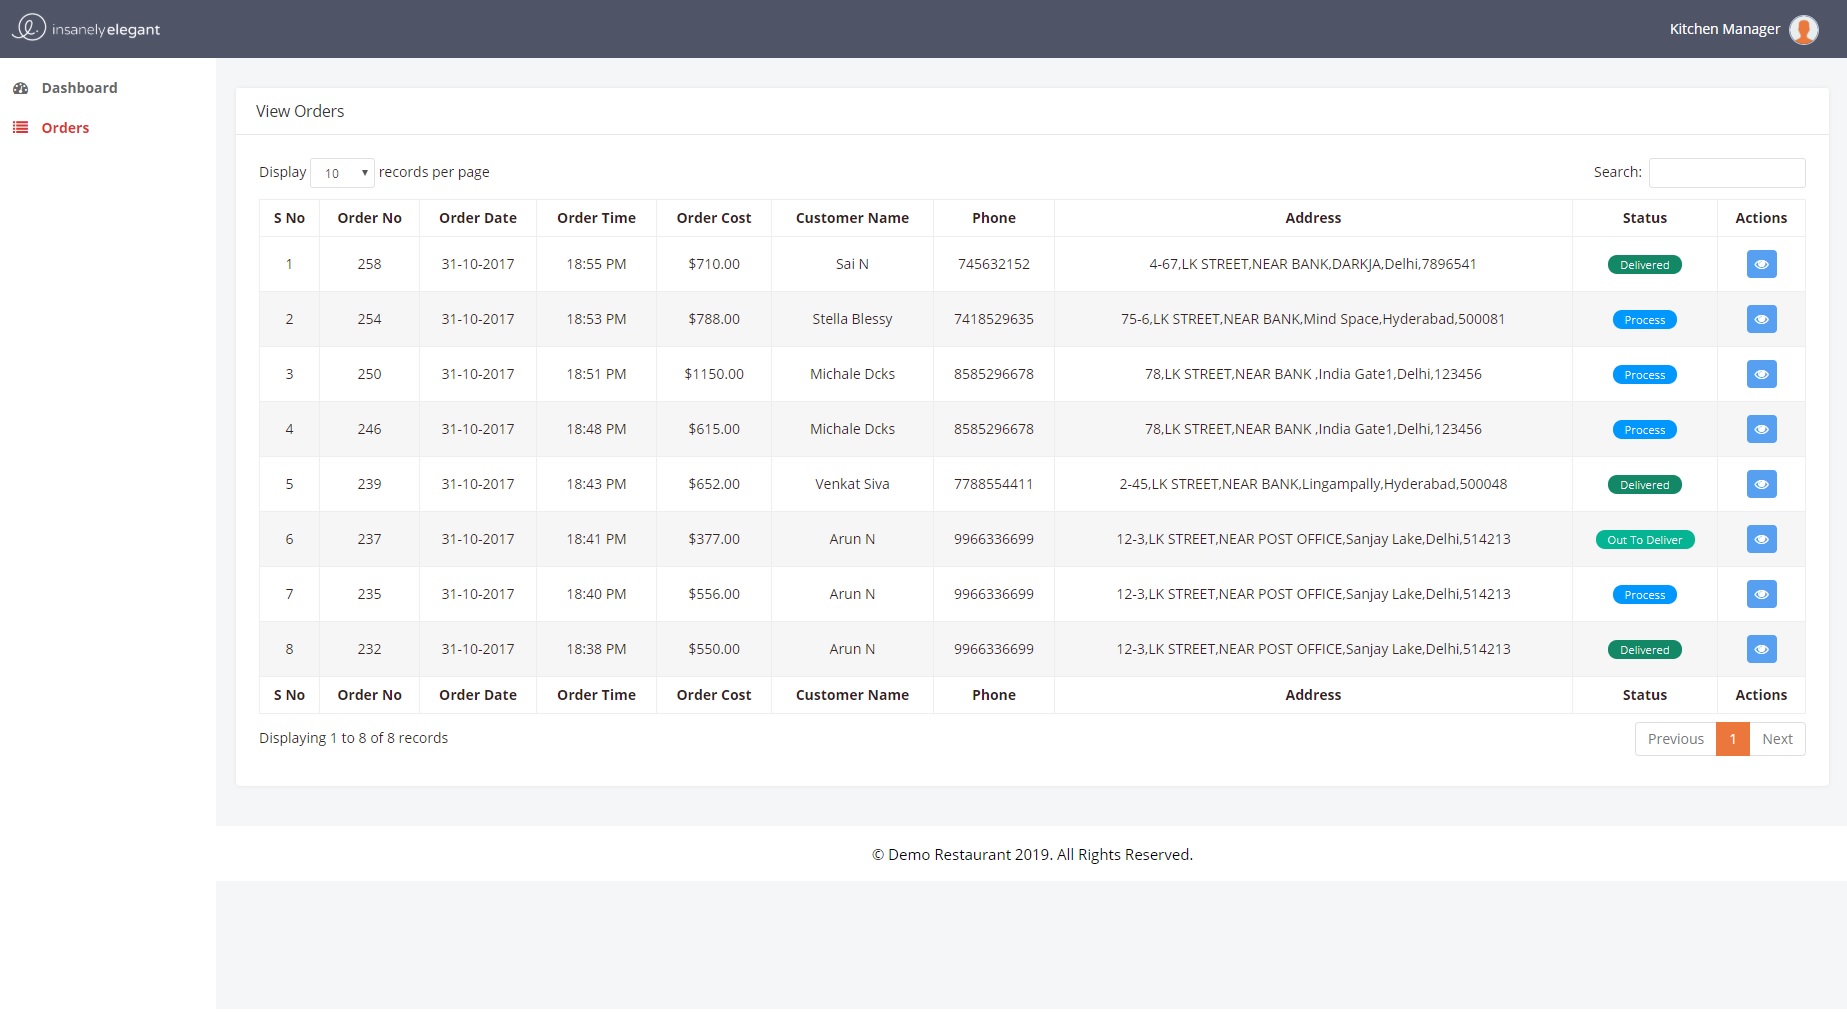 insanelyelegant
Kitchen Manager
Dashboard
Orders
View Orders
Display 10 records per page
Search:
S No Order No Order Date Order Time Order Cost Customer Name Phone Address Status Actions
1 258 31-10-2017 18:55 PM $710.00 Sai N 745632152 4-67,LK STREET,NEAR BANK,DARKJA,Delhi,7896541 Delivered
2 254 31-10-2017 18:53 PM $788.00 Stella Blessy 7418529635 75-6,LK STREET,NEAR BANK,Mind Space,Hyderabad,500081 Process
3 250 31-10-2017 18:51 PM $1150.00 Michale Dcks 8585296678 78,LK STREET,NEAR BANK ,India Gate1,Delhi,123456 Process
4 246 31-10-2017 18:48 PM $615.00 Michale Dcks 8585296678 78,LK STREET,NEAR BANK ,India Gate1,Delhi,123456 Process
5 239 31-10-2017 18:43 PM $652.00 Venkat Siva 7788554411 2-45,LK STREET,NEAR BANK,Lingampally,Hyderabad,500048 Delivered
6 237 31-10-2017 18:41 PM $377.00 Arun N 9966336699 12-3,LK STREET,NEAR POST OFFICE,Sanjay Lake,Delhi,514213 Out To Deliver
7 235 31-10-2017 18:40 PM $556.00 Arun N 9966336699 12-3,LK STREET,NEAR POST OFFICE,Sanjay Lake,Delhi,514213 Process
8 232 31-10-2017 18:38 PM $550.00 Arun N 9966336699 12-3,LK STREET,NEAR POST OFFICE,Sanjay Lake,Delhi,514213 Delivered
S No Order No Order Date Order Time Order Cost Customer Name Phone Address Status Actions
Displaying 1 to 8 of 8 records
Previous 1 Next
© Demo Restaurant 2019. All Rights Reserved.